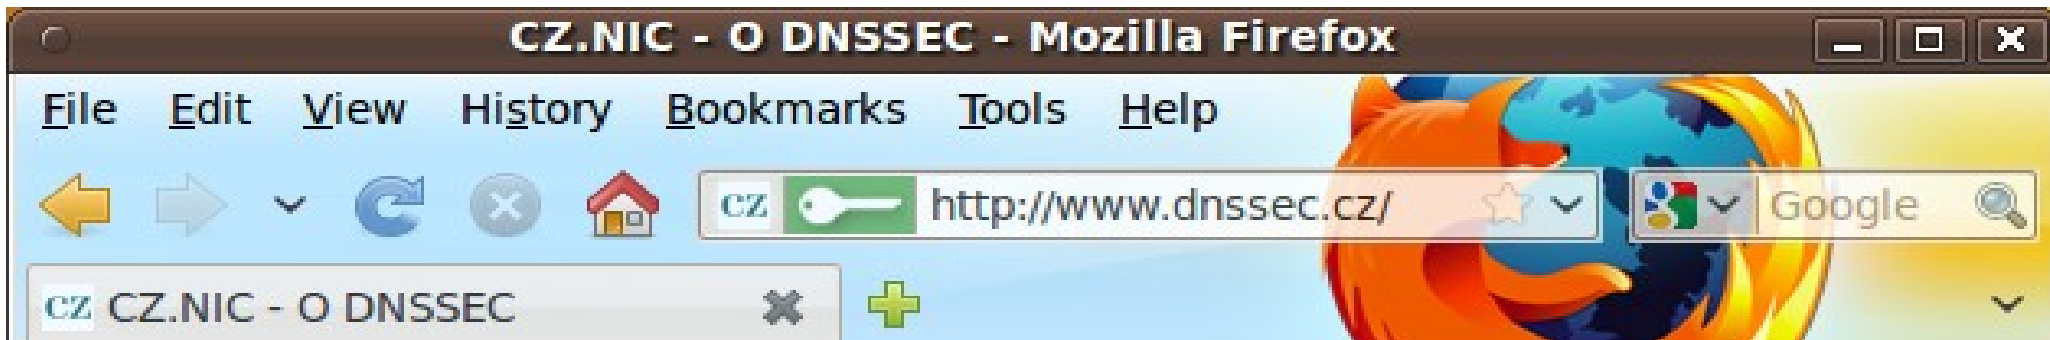 CZ.NIC - O DNSSEC - Mozilla Firefox
File Edit View History Bookmarks Tools Help
CZ http://www.dnssec.cz/ Google
CZ CZ.NIC - O DNSSEC